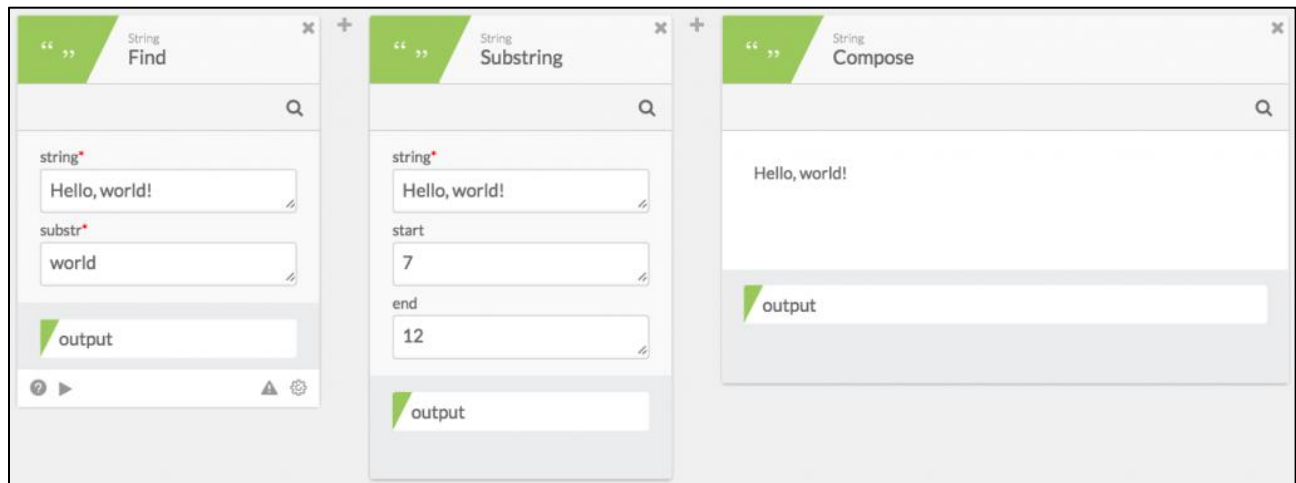 “ ”
String
Find
string*
Hello, world!
substr*
world
output
“ ”
String
Substring
string*
Hello, world!
start
7
end
12
output
“ ”
String
Compose
Hello, world!
output